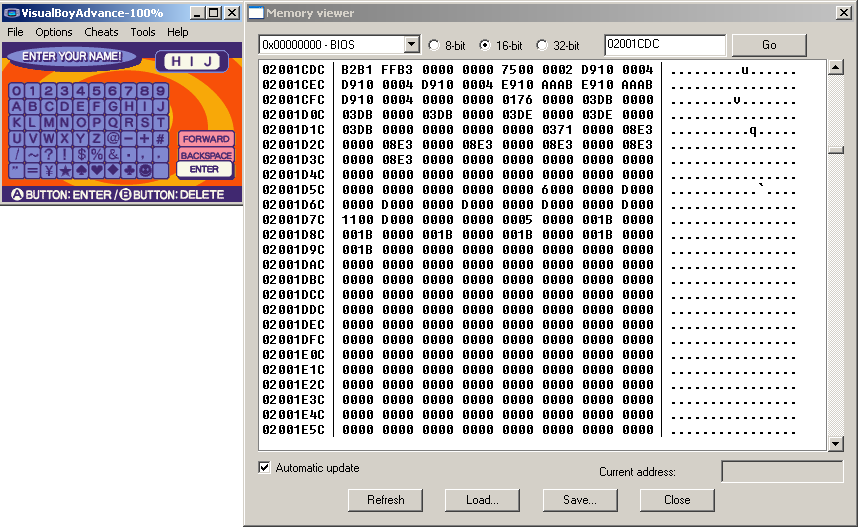 VisualBoyAdvance-100%
File Options Cheats Tools Help
ENTER YOUR NAME!
H I J
0 1 2 3 4 5 6 7 8 9
A B C D E F G H I J
K L M N O P Q R S T
U V W X Y Z @ - + #
/ ~ ? ! $ % & · , .
" = ¥ ★ ♠ ♥ ♦ ♣ ☻
FORWARD
BACKSPACE
ENTER
A BUTTON: ENTER / B BUTTON: DELETE
Memory viewer
0x00000000 - BIOS 8-bit 16-bit 32-bit 02001CDC Go
02001CDC B2B1 FFB3 0000 0000 7500 0002 D910 0004 .........u......
02001CEC D910 0004 D910 0004 E910 AAAB E910 AAAB ................
02001CFC D910 0004 0000 0000 0176 0000 03DB 0000 ........v.......
02001D0C 03DB 0000 03DB 0000 03DE 0000 03DE 0000 ................
02001D1C 03DB 0000 0000 0000 0000 0371 0000 08E3 ..........q.....
02001D2C 0000 08E3 0000 08E3 0000 08E3 0000 08E3 ................
02001D3C 0000 08E3 0000 0000 0000 0000 0000 0000 ................
02001D4C 0000 0000 0000 0000 0000 0000 0000 0000 ................
02001D5C 0000 0000 0000 0000 0000 6000 0000 D000 ...........`....
02001D6C 0000 D000 0000 D000 0000 D000 0000 D000 ................
02001D7C 1100 D000 0000 0000 0005 0000 001B 0000 ................
02001D8C 001B 0000 001B 0000 001B 0000 001B 0000 ................
02001D9C 001B 0000 0000 0000 0000 0000 0000 0000 ................
02001DAC 0000 0000 0000 0000 0000 0000 0000 0000 ................
02001DBC 0000 0000 0000 0000 0000 0000 0000 0000 ................
02001DCC 0000 0000 0000 0000 0000 0000 0000 0000 ................
02001DDC 0000 0000 0000 0000 0000 0000 0000 0000 ................
02001DEC 0000 0000 0000 0000 0000 0000 0000 0000 ................
02001DFC 0000 0000 0000 0000 0000 0000 0000 0000 ................
02001E0C 0000 0000 0000 0000 0000 0000 0000 0000 ................
02001E1C 0000 0000 0000 0000 0000 0000 0000 0000 ................
02001E2C 0000 0000 0000 0000 0000 0000 0000 0000 ................
02001E3C 0000 0000 0000 0000 0000 0000 0000 0000 ................
02001E4C 0000 0000 0000 0000 0000 0000 0000 0000 ................
02001E5C 0000 0000 0000 0000 0000 0000 0000 0000 ................
Automatic update
Current address:
Refresh Load... Save... Close